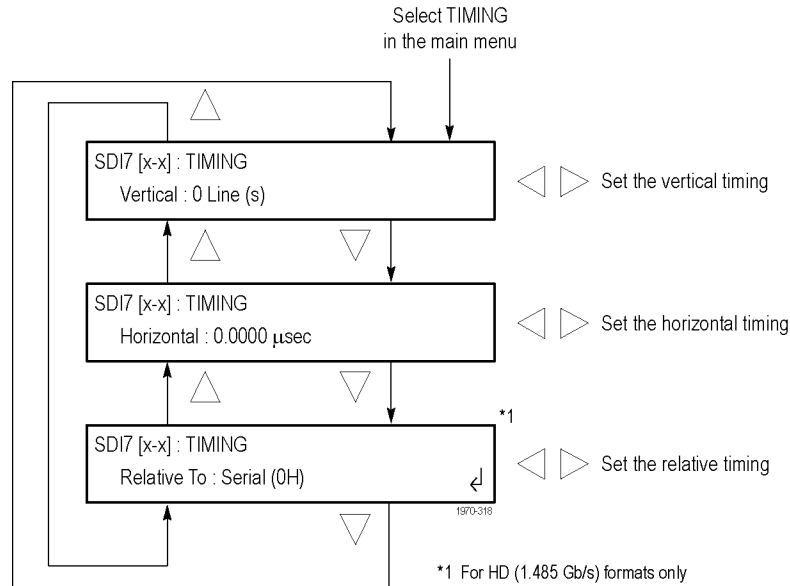 Select TIMING
in the main menu
SDI7 [x-x] : TIMING
Vertical : 0 Line (s)
Set the vertical timing
SDI7 [x-x] : TIMING
Horizontal : 0.0000 μsec
Set the horizontal timing
*1
SDI7 [x-x] : TIMING
Relative To : Serial (0H)
Set the relative timing
1970-318
*1 For HD (1.485 Gb/s) formats only